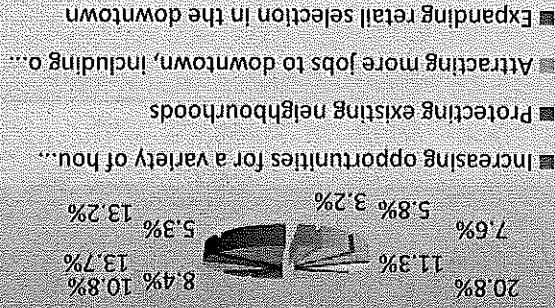 Expanding retail selection in the downtown
Attracting more jobs to downtown, including o...
Protecting existing neighbourhoods
Increasing opportunities for a variety of hou...
5.8% 3.2% 13.2%
7.6% 5.3%
11.3% 13.7%
20.8% 8.4% 10.8%